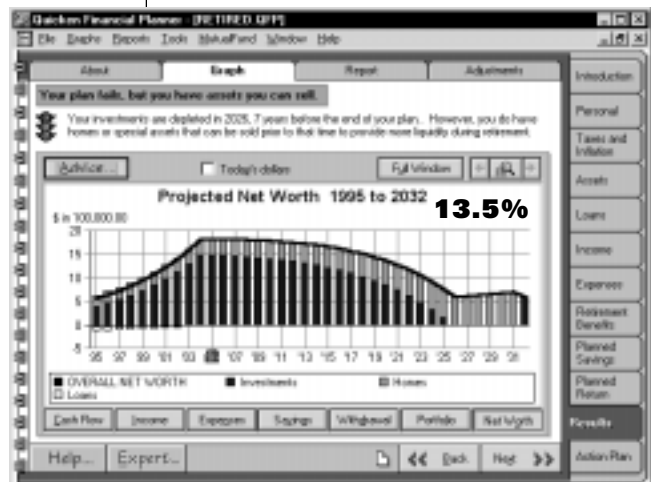 Quicken Financial Planner - [RETIRED.QFP]
File Graphs Reports Tools MutualFund Window Help
About Graph Report Adjustments
Your plan fails, but you have assets you can sell.
Your investments are depleted in 2025, 7 years before the end of your plan. However, you do have
homes or special assets that can be sold prior to that time to provide more liquidity during retirement.
Advice... Today's dollars Full Window
Projected Net Worth 1995 to 2032
13.5%
$ in 100,000.00
20
15
10
5
0
-5
95 97 99 '01 '03 '07 '09 '11 '13 '15 '17 '19 '21 '23 '25 '27 '29 '31
OVERALL NET WORTH Investments Homes
Loans
Cash Flow Income Expenses Savings Withdrawal Portfolio Net Worth
Help... Expert... Back Next
Introduction
Personal
Taxes and
Inflation
Assets
Loans
Income
Expenses
Retirement
Benefits
Planned
Savings
Planned
Return
Results
Action Plan